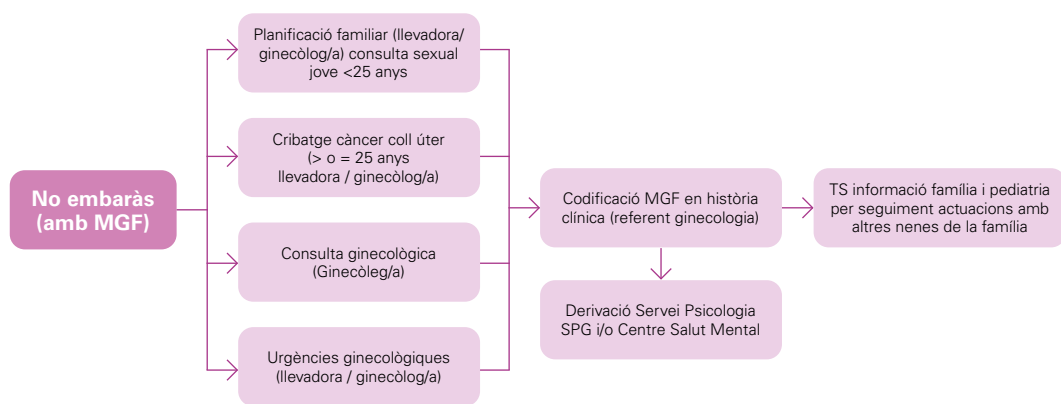 No embaràs
(amb MGF)
Planificació familiar (llevadora/
ginecòlog/a) consulta sexual
jove <25 anys
Cribatge càncer coll úter
(> o = 25 anys
llevadora / ginecòlog/a)
Consulta ginecològica
(Ginecòleg/a)
Urgències ginecològiques
(llevadora / ginecòlog/a)
Codificació MGF en història
clínica (referent ginecologia)
Derivació Servei Psicologia
SPG i/o Centre Salut Mental
TS informació família i pediatria
per seguiment actuacions amb
altres nenes de la família